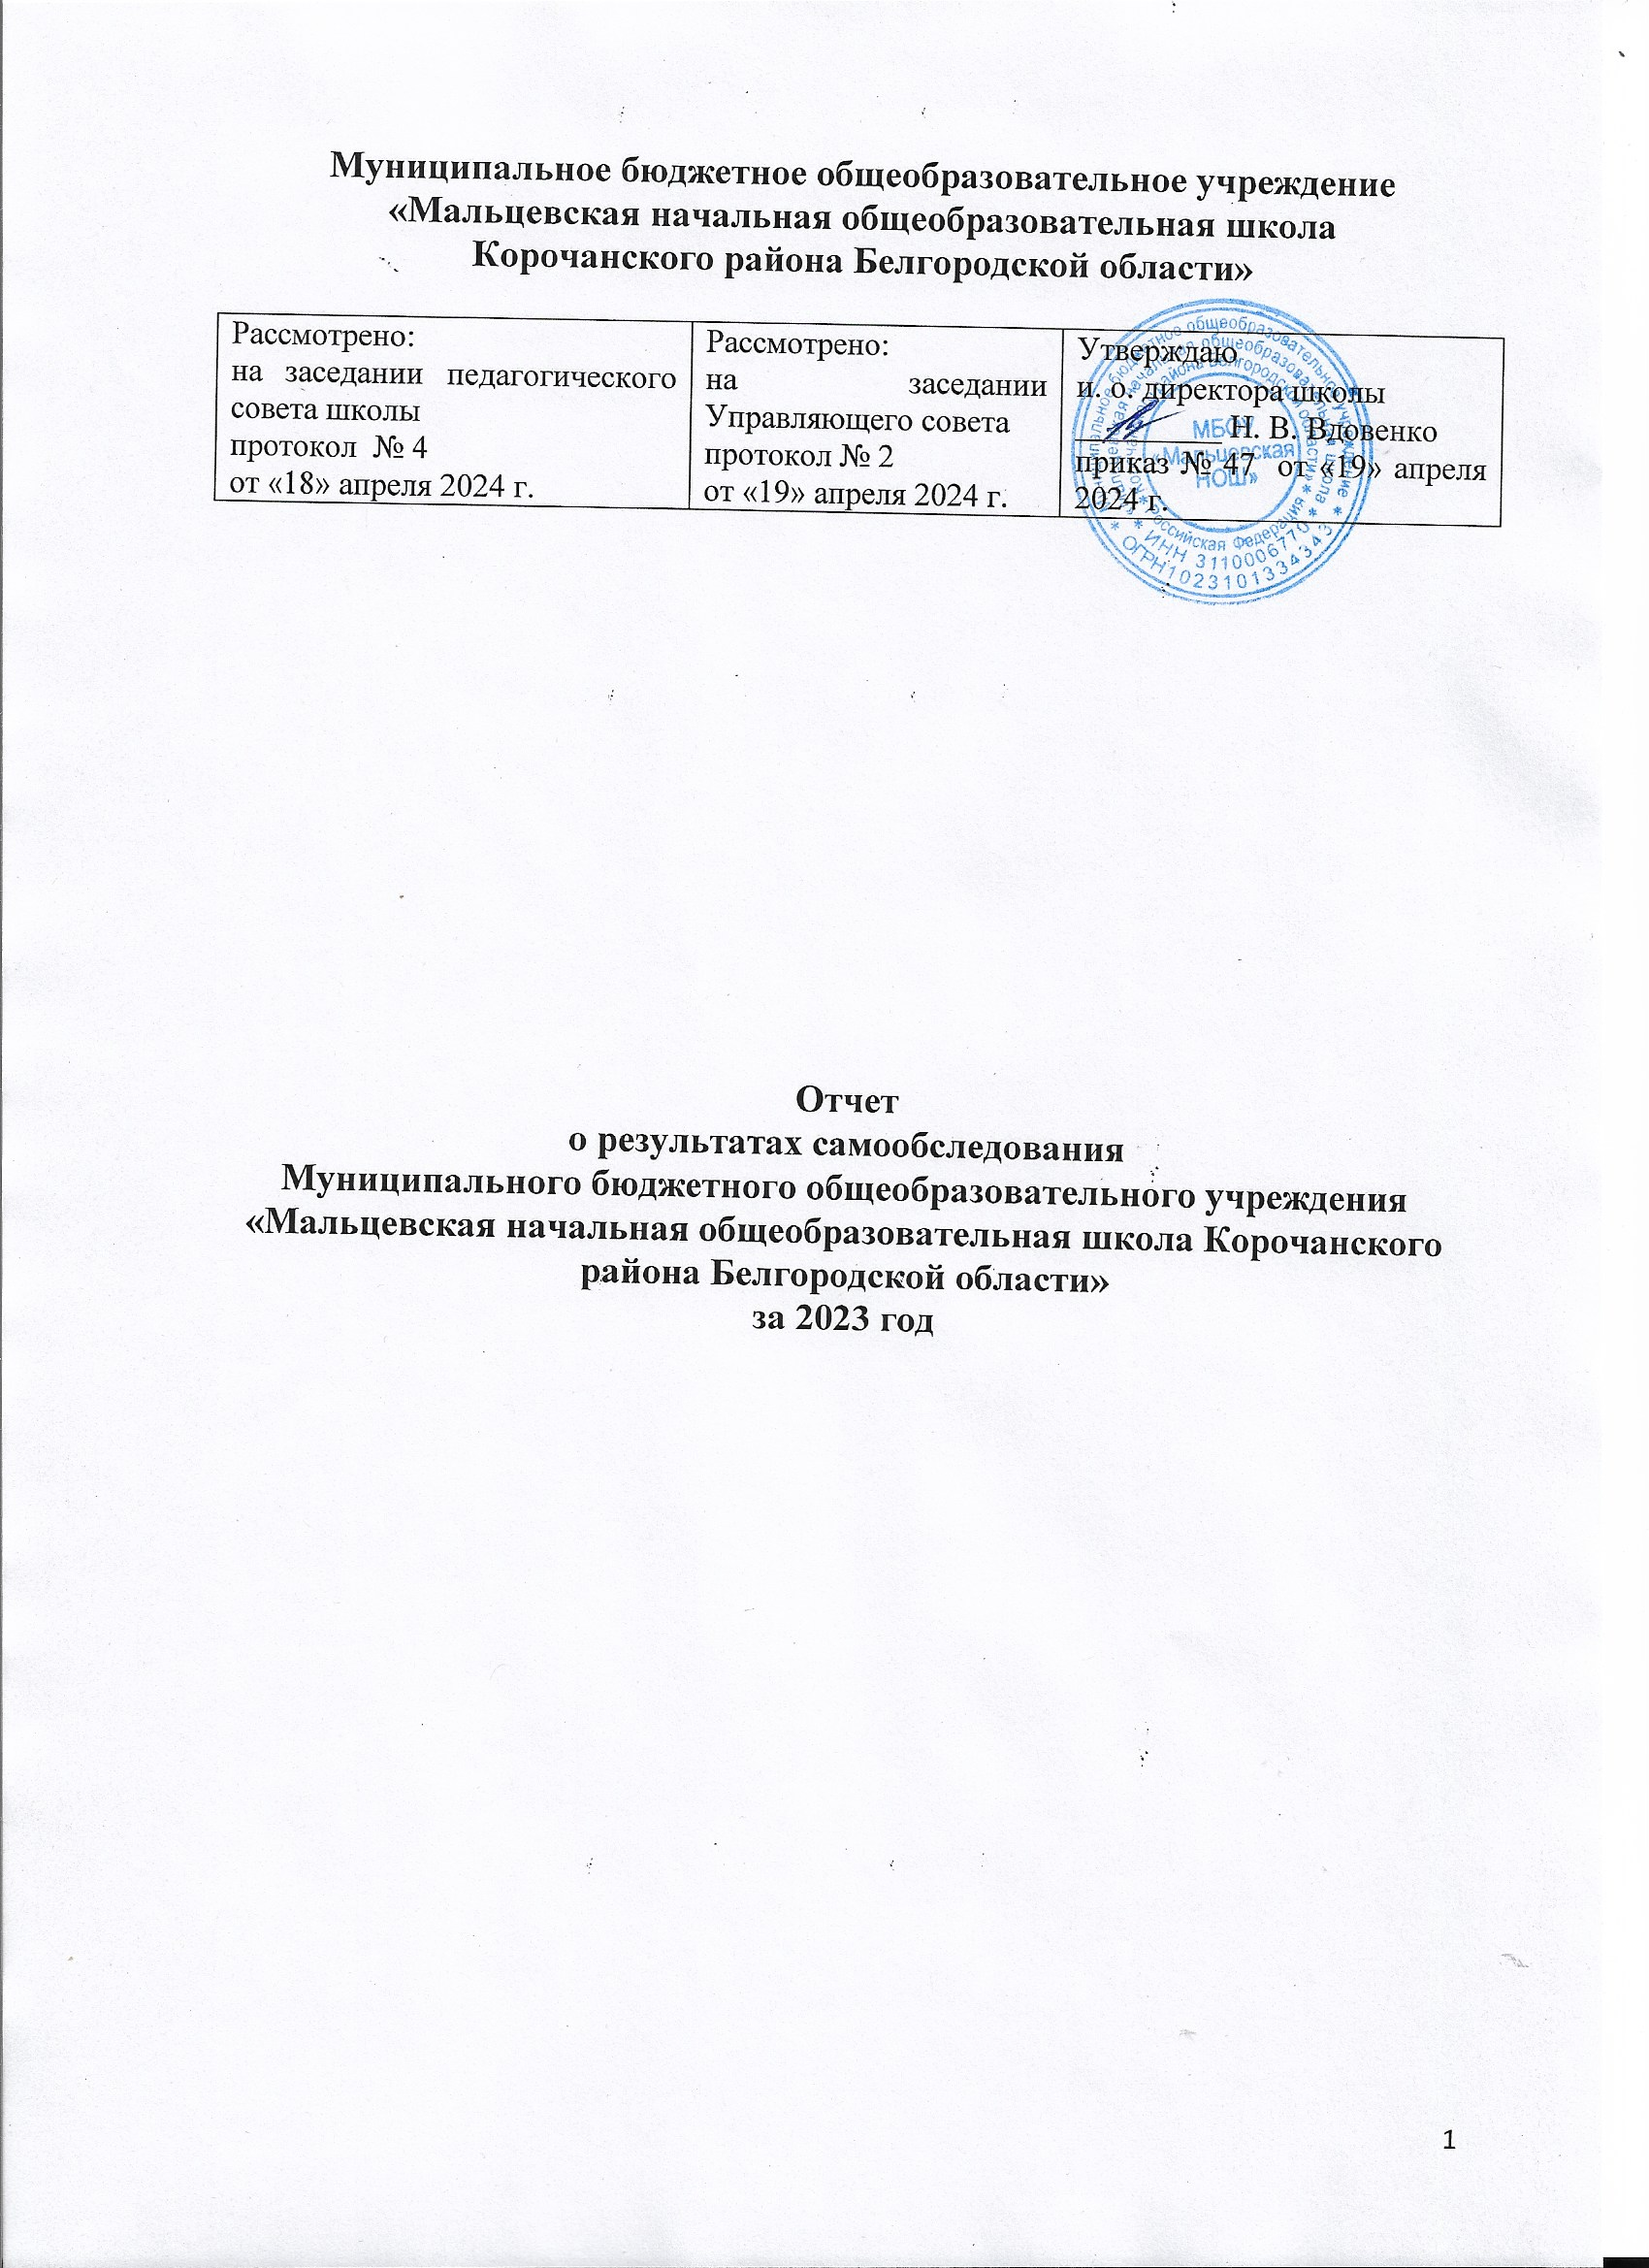 Муниципальное бюджетное общеобразовательное учреждение
«Мальцевская начальная общеобразовательная школа
Корочанского района Белгородской области»
Рассмотрено:
на заседании педагогического
совета школы
протокол № 4
от «18» апреля 2024 г.
Рассмотрено:
на заседании
Управляющего совета
протокол № 2
от «19» апреля 2024 г.
Утверждаю
и. о. директора школы
__________ Н. В. Вдовенко
приказ № 47 от «19» апреля
2024 г.
МБОУ
«Мальцевская
НОШ»
* Российская Федерация *
* ИНН 3110006770 *
* ОГРН 1023101334343 *
Отчет
о результатах самообследования
Муниципального бюджетного общеобразовательного учреждения
«Мальцевская начальная общеобразовательная школа Корочанского
района Белгородской области»
за 2023 год
1